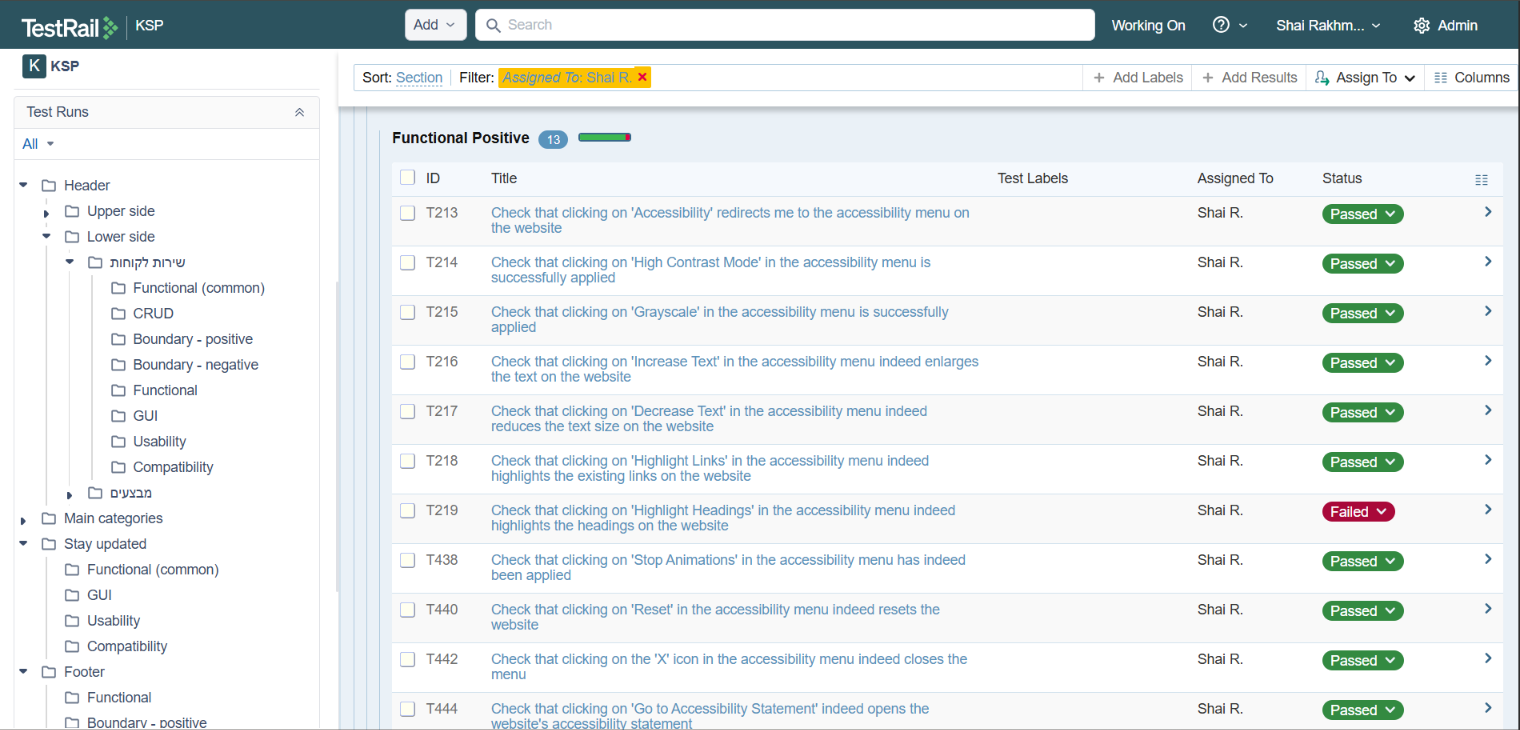 TestRail KSP Add Search Working On Shai Rakhm... Admin
K KSP
Test Runs
All
Header
Upper side
Lower side
שירות לקוחות
Functional (common)
CRUD
Boundary - positive
Boundary - negative
Functional
GUI
Usability
Compatibility
מבצעים
Main categories
Stay updated
Functional (common)
GUI
Usability
Compatibility
Footer
Functional
Boundary - positive
Sort: Section Filter: Assigned To: Shai R. Add Labels Add Results Assign To Columns
Functional Positive 13
ID Title Test Labels Assigned To Status
T213 Check that clicking on 'Accessibility' redirects me to the accessibility menu on Shai R. Passed
the website
T214 Check that clicking on 'High Contrast Mode' in the accessibility menu is Shai R. Passed
successfully applied
T215 Check that clicking on 'Grayscale' in the accessibility menu is successfully Shai R. Passed
applied
T216 Check that clicking on 'Increase Text' in the accessibility menu indeed enlarges Shai R. Passed
the text on the website
T217 Check that clicking on 'Decrease Text' in the accessibility menu indeed Shai R. Passed
reduces the text size on the website
T218 Check that clicking on 'Highlight Links' in the accessibility menu indeed Shai R. Passed
highlights the existing links on the website
T219 Check that clicking on 'Highlight Headings' in the accessibility menu indeed Shai R. Failed
highlights the headings on the website
T438 Check that clicking on 'Stop Animations' in the accessibility menu has indeed Shai R. Passed
been applied
T440 Check that clicking on 'Reset' in the accessibility menu indeed resets the Shai R. Passed
website
T442 Check that clicking on the 'X' icon in the accessibility menu indeed closes the Shai R. Passed
menu
T444 Check that clicking on 'Go to Accessibility Statement' indeed opens the Shai R. Passed
website's accessibility statement